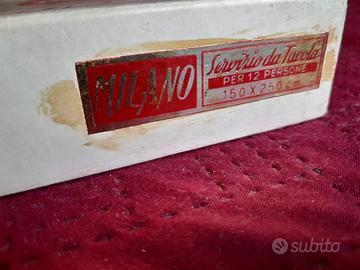 MILANO
Servizio da Tavola
PER 12 PERSONE
150 X 250 cm
subito